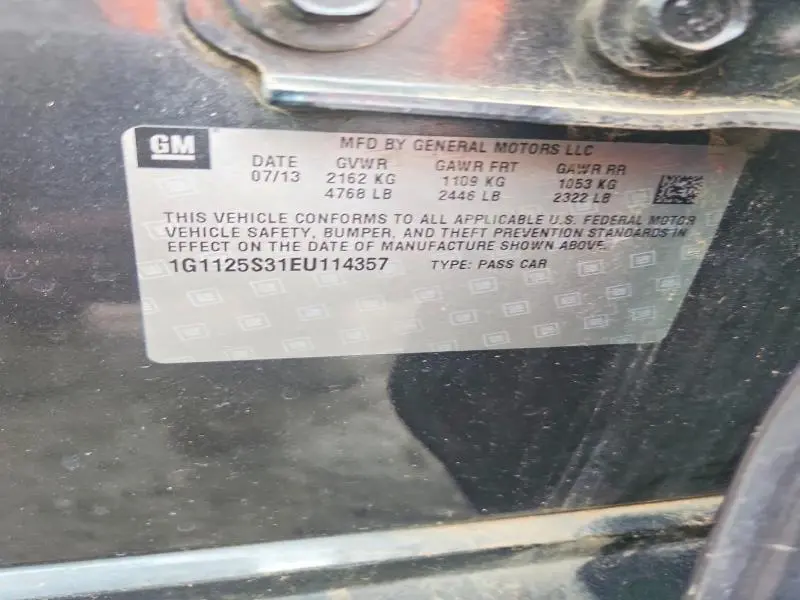 GM
MFD BY GENERAL MOTORS LLC
DATE GVWR GAWR FRT GAWR RR
07/13 2162 KG 1109 KG 1053 KG
4768 LB 2446 LB 2322 LB
THIS VEHICLE CONFORMS TO ALL APPLICABLE U.S. FEDERAL MOTOR
VEHICLE SAFETY, BUMPER, AND THEFT PREVENTION STANDARDS IN
EFFECT ON THE DATE OF MANUFACTURE SHOWN ABOVE.
1G1125S31EU114357 TYPE: PASS CAR